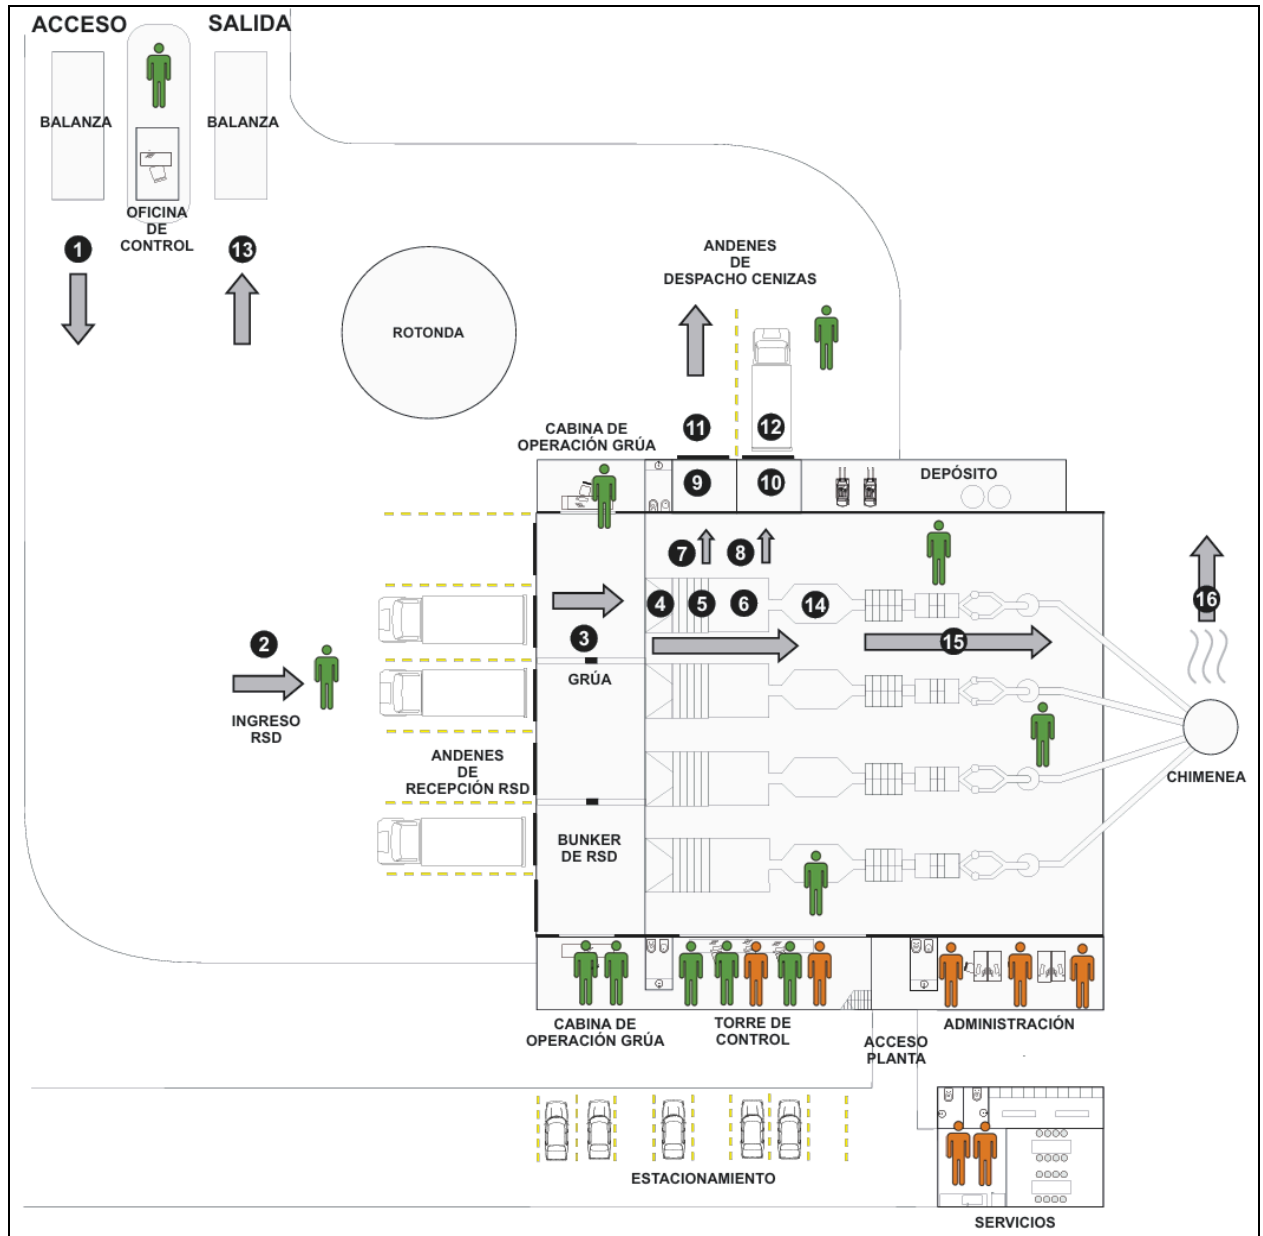 ACCESO
SALIDA
BALANZA
BALANZA
OFICINA
DE
CONTROL
1
13
ROTONDA
ANDENES
DE
DESPACHO CENIZAS
CABINA DE
OPERACIÓN GRÚA
11
12
9
10
DEPÓSITO
7
8
4
5
6
14
16
3
15
2
GRÚA
INGRESO
RSD
ANDENES
DE
RECEPCIÓN RSD
CHIMENEA
BUNKER
DE RSD
CABINA DE
OPERACIÓN GRÚA
TORRE DE
CONTROL
ADMINISTRACIÓN
ACCESO
PLANTA
ESTACIONAMIENTO
SERVICIOS